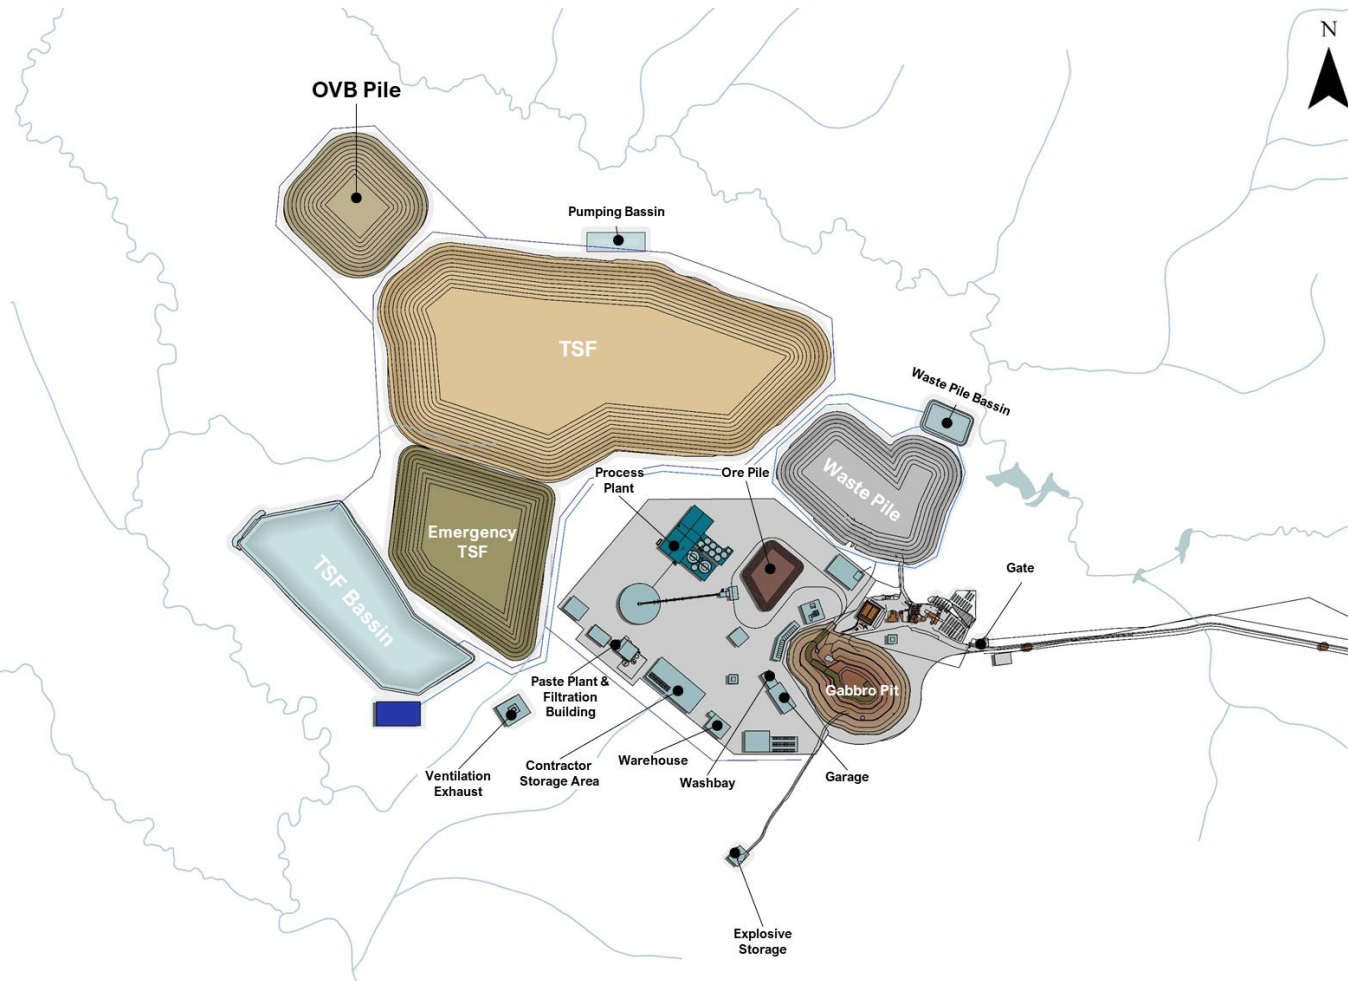 N
OVB Pile
Pumping Bassin
TSF
Waste Pile Bassin
Process
Plant
Ore Pile
Waste Pile
Emergency
TSF
TSF Bassin
Gate
Paste Plant &
Filtration
Building
Gabbro Pit
Ventilation
Exhaust
Contractor
Storage Area
Warehouse
Washbay
Garage
Explosive
Storage